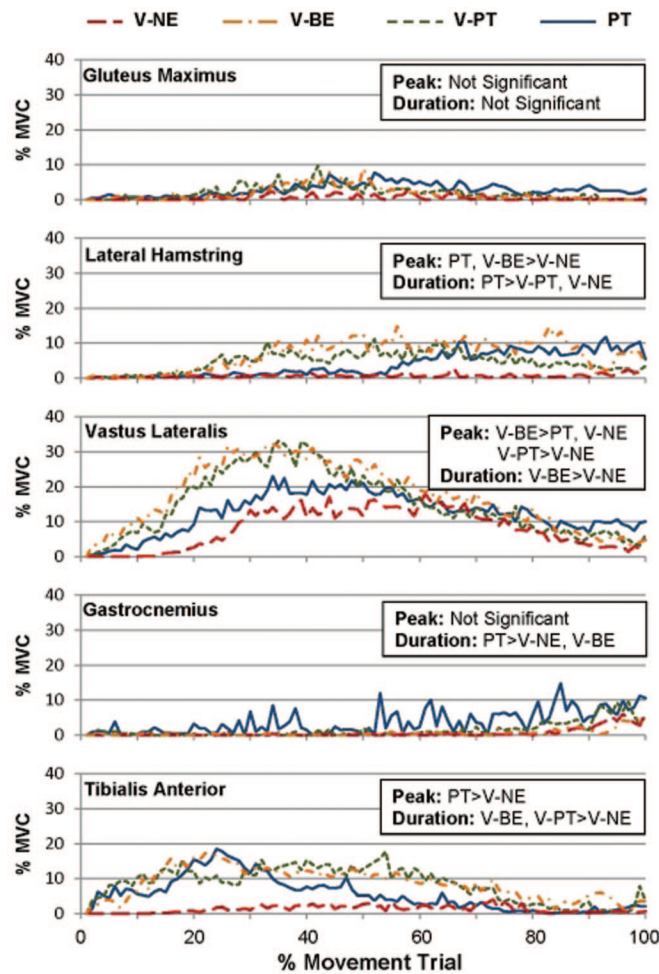 V-NE V-BE V-PT PT
Gluteus Maximus
Peak: Not Significant
Duration: Not Significant
% MVC
40
30
20
10
0
Lateral Hamstring
Peak: PT, V-BE>V-NE
Duration: PT>V-PT, V-NE
% MVC
40
30
20
10
0
Vastus Lateralis
Peak: V-BE>PT, V-NE
V-PT>V-NE
Duration: V-BE>V-NE
% MVC
40
30
20
10
0
Gastrocnemius
Peak: Not Significant
Duration: PT>V-NE, V-BE
% MVC
40
30
20
10
0
Tibialis Anterior
Peak: PT>V-NE
Duration: V-BE, V-PT>V-NE
% MVC
40
30
20
10
0
0 20 40 60 80 100
% Movement Trial